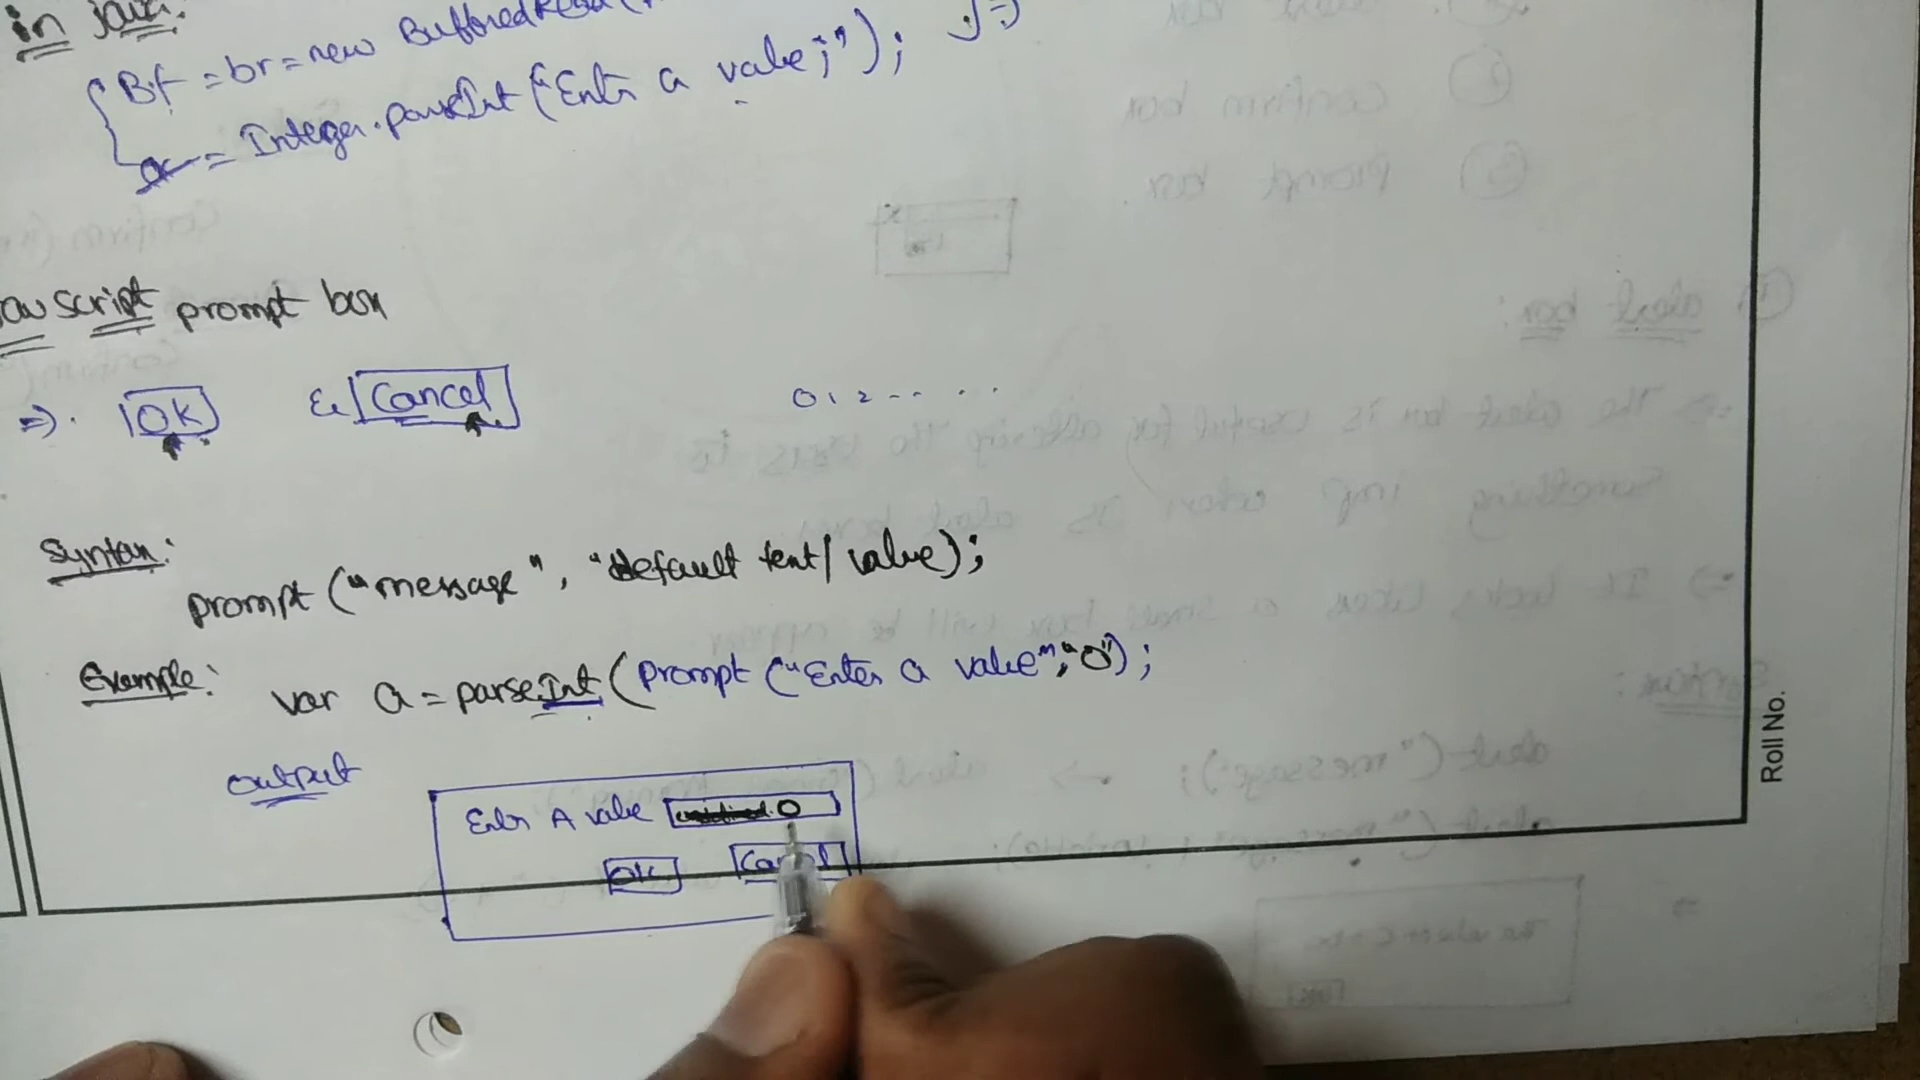 in java.
Bf = br = new BufferedRead(
a = Integer.parseInt("Enter a value;");
script prompt box
⇒. OK & Cancel
0 1 2 -- ...
Syntax:
prompt ("message", "default text/value);
Example: var a = parseInt(prompt ("Enter a value", "0");
output
Enter A value 0
OK Cancel
Roll No.